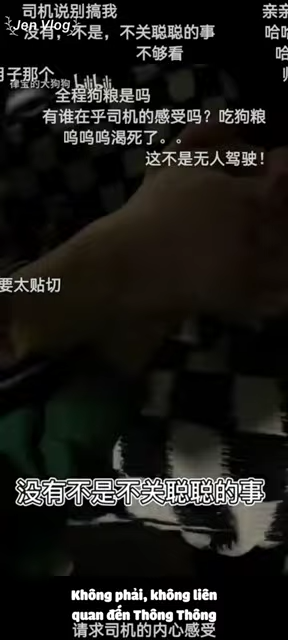 司机说别搞我
亲亲
Jen Vlog
没有，不是，不关聪聪的事
哈哈
不够看
哈
月子那个
禅宝的大狗狗
bilibili
全程狗粮是吗
有谁在乎司机的感受吗？吃狗粮
呜呜呜渴死了。。
这不是无人驾驶！
要太贴切
没有不是不关聪聪的事
Không phải, không liên
quan đến Thông Thông
请求司机的内心感受